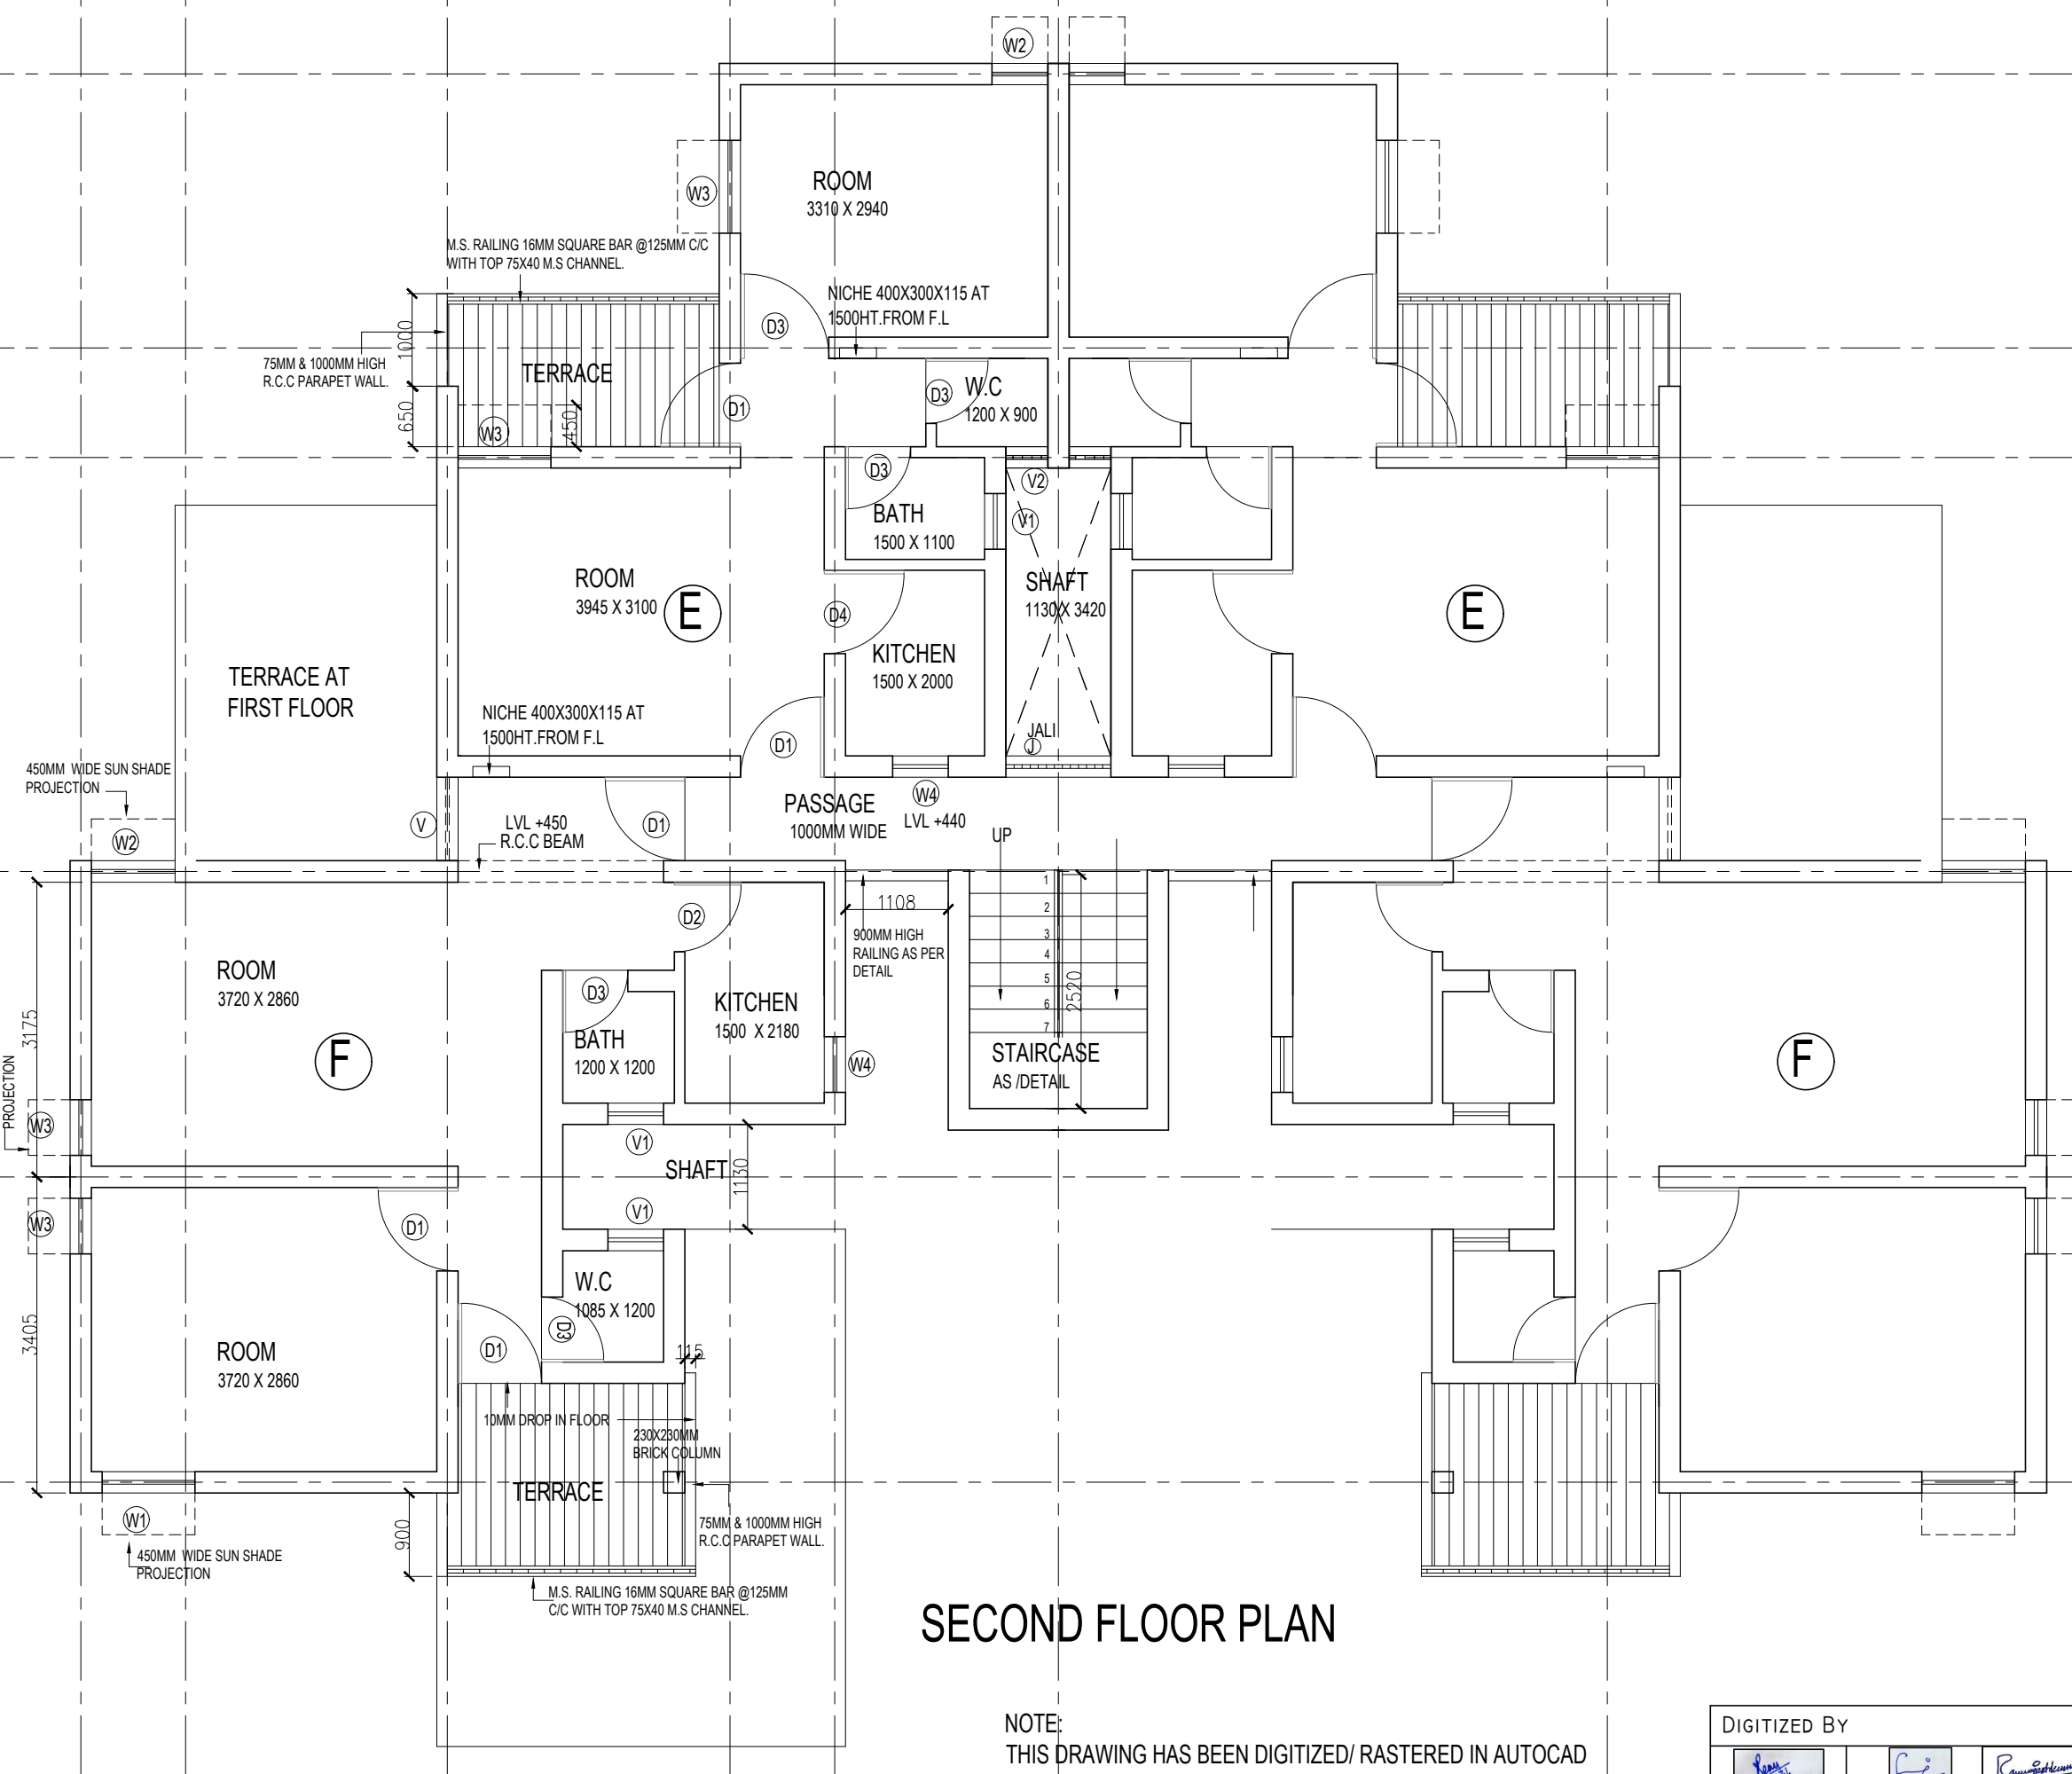 W2
W3
ROOM
3310 X 2940
M.S. RAILING 16MM SQUARE BAR @125MM C/C
WITH TOP 75X40 M.S CHANNEL.
NICHE 400X300X115 AT
1500HT.FROM F.L
D3
1000
75MM & 1000MM HIGH
R.C.C PARAPET WALL.
TERRACE
D1
D3
W.C
1200 X 900
650
W3
450
D3
V2
BATH
1500 X 1100
V1
ROOM
3945 X 3100
E
SHAFT
1130 X 3420
E
D4
KITCHEN
1500 X 2000
TERRACE AT
FIRST FLOOR
NICHE 400X300X115 AT
1500HT.FROM F.L
D1
JALI
J
450MM WIDE SUN SHADE
PROJECTION
W2
V
LVL +450
R.C.C BEAM
D1
PASSAGE
1000MM WIDE
W4
LVL +440
UP
1108
900MM HIGH
RAILING AS PER
DETAIL
1
2
3
4
5
6
7
2520
STAIRCASE
AS /DETAIL
D2
ROOM
3720 X 2860
D3
KITCHEN
1500 X 2180
BATH
1200 X 1200
W4
3175
F
F
PROJECTION
W3
V1
SHAFT
1130
V1
W3
D1
W.C
1085 X 1200
D3
D1
115
3405
ROOM
3720 X 2860
10MM DROP IN FLOOR
230X230MM
BRICK COLUMN
TERRACE
W1
900
75MM & 1000MM HIGH
R.C.C PARAPET WALL.
450MM WIDE SUN SHADE
PROJECTION
M.S. RAILING 16MM SQUARE BAR @125MM
C/C WITH TOP 75X40 M.S CHANNEL.
SECOND FLOOR PLAN
NOTE:
THIS DRAWING HAS BEEN DIGITIZED/ RASTERED IN AUTOCAD
DIGITIZED BY